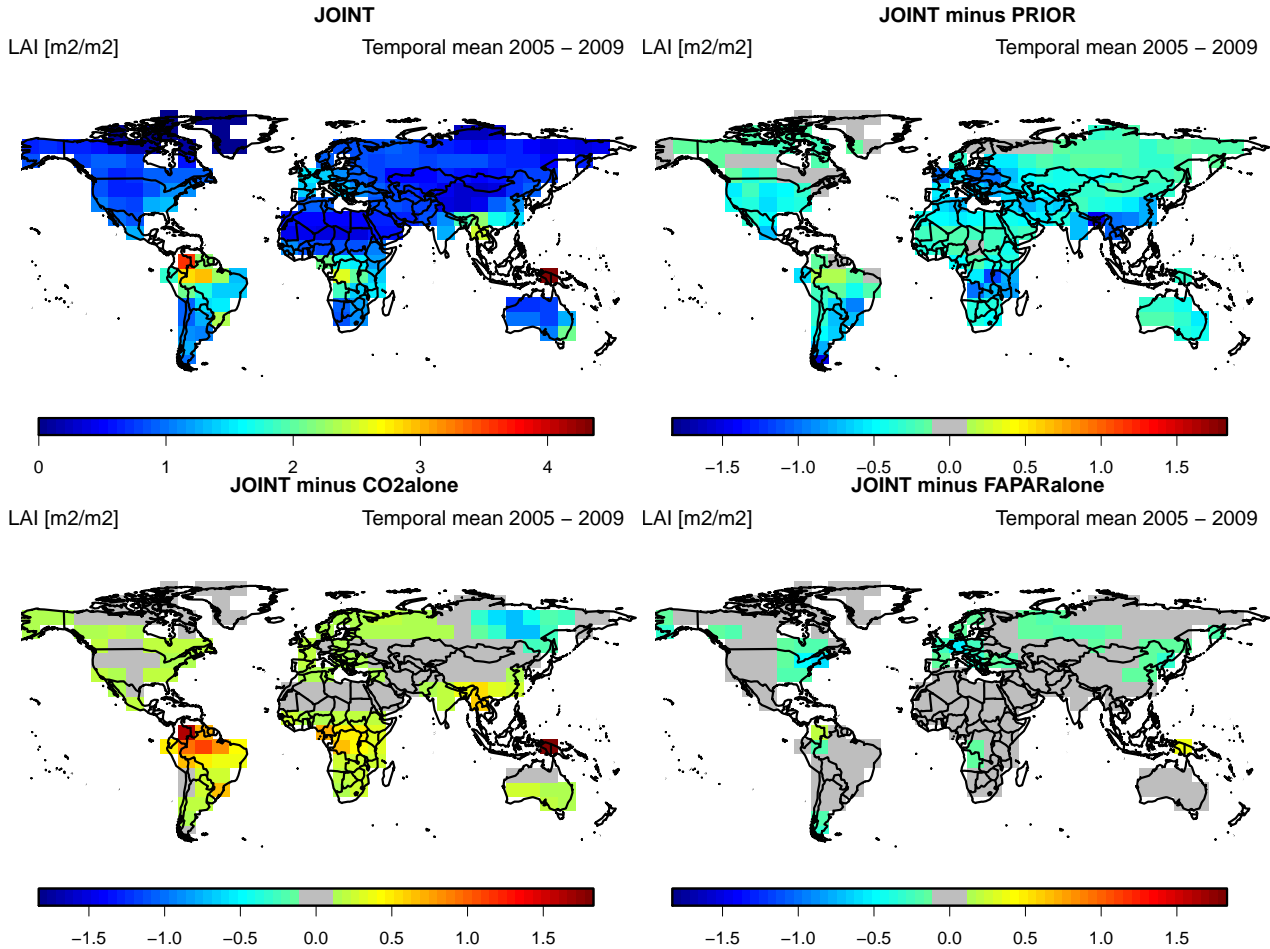 JOINT
JOINT minus PRIOR
LAI [m2/m2]
Temporal mean 2005 − 2009
LAI [m2/m2]
Temporal mean 2005 − 2009
0 1 2 3 4
−1.5 −1.0 −0.5 0.0 0.5 1.0 1.5
JOINT minus CO2alone
JOINT minus FAPARalone
LAI [m2/m2]
Temporal mean 2005 − 2009
LAI [m2/m2]
Temporal mean 2005 − 2009
−1.5 −1.0 −0.5 0.0 0.5 1.0 1.5
−1.5 −1.0 −0.5 0.0 0.5 1.0 1.5